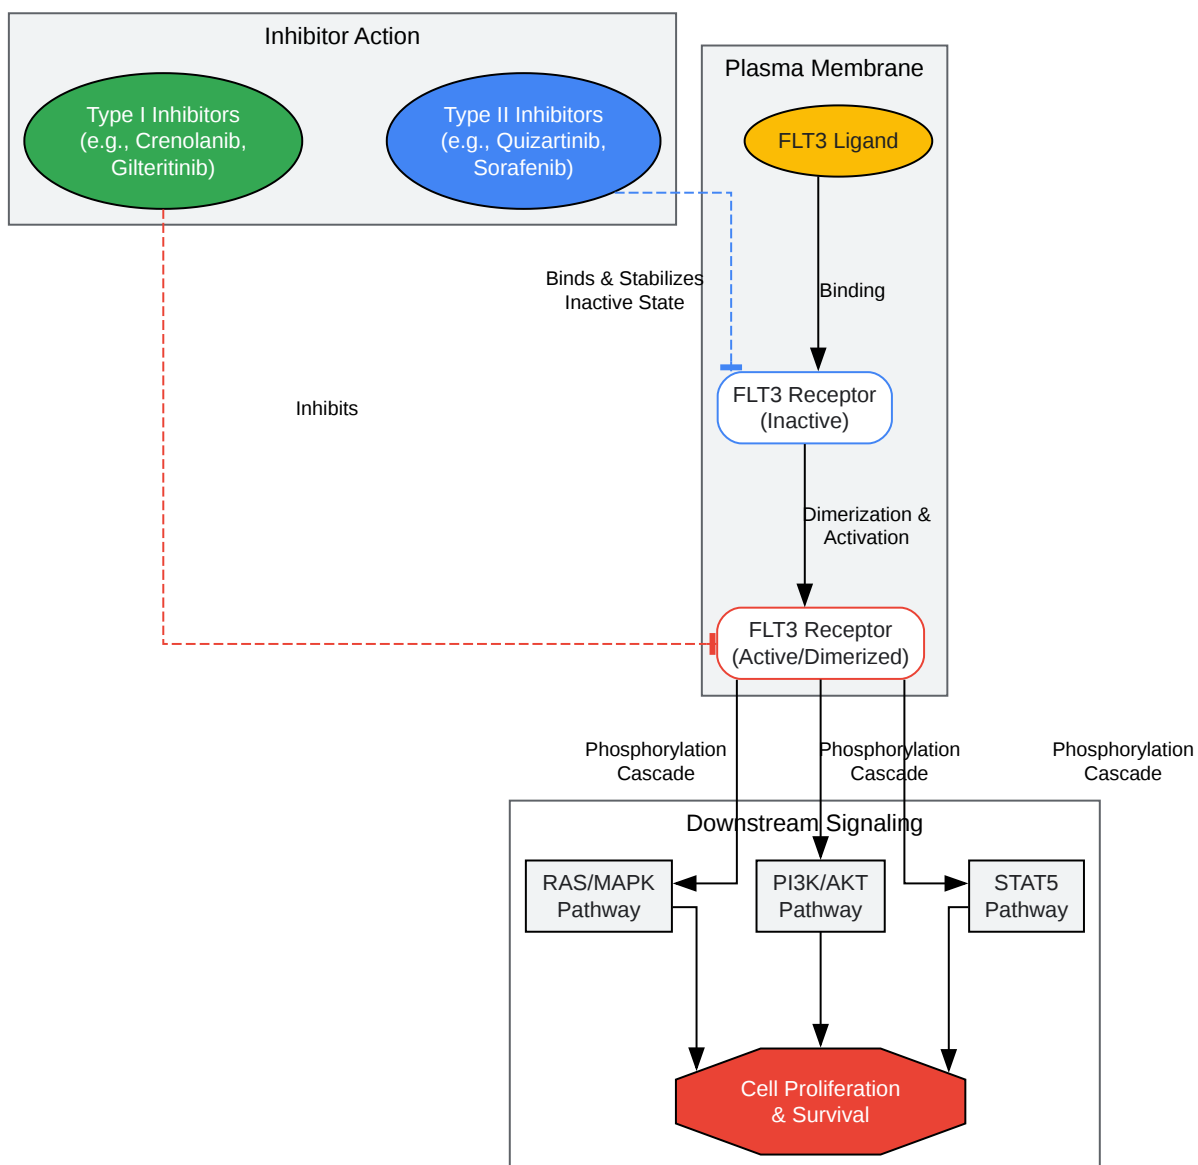 Inhibitor Action
Type I Inhibitors
(e.g., Crenolanib,
Gilteritinib)
Type II Inhibitors
(e.g., Quizartinib,
Sorafenib)
Plasma Membrane
FLT3 Ligand
Binds & Stabilizes
Inactive State
Binding
FLT3 Receptor
(Inactive)
Inhibits
Dimerization &
Activation
FLT3 Receptor
(Active/Dimerized)
Phosphorylation
Cascade
Phosphorylation
Cascade
Phosphorylation
Cascade
Downstream Signaling
RAS/MAPK
Pathway
PI3K/AKT
Pathway
STAT5
Pathway
Cell Proliferation
& Survival